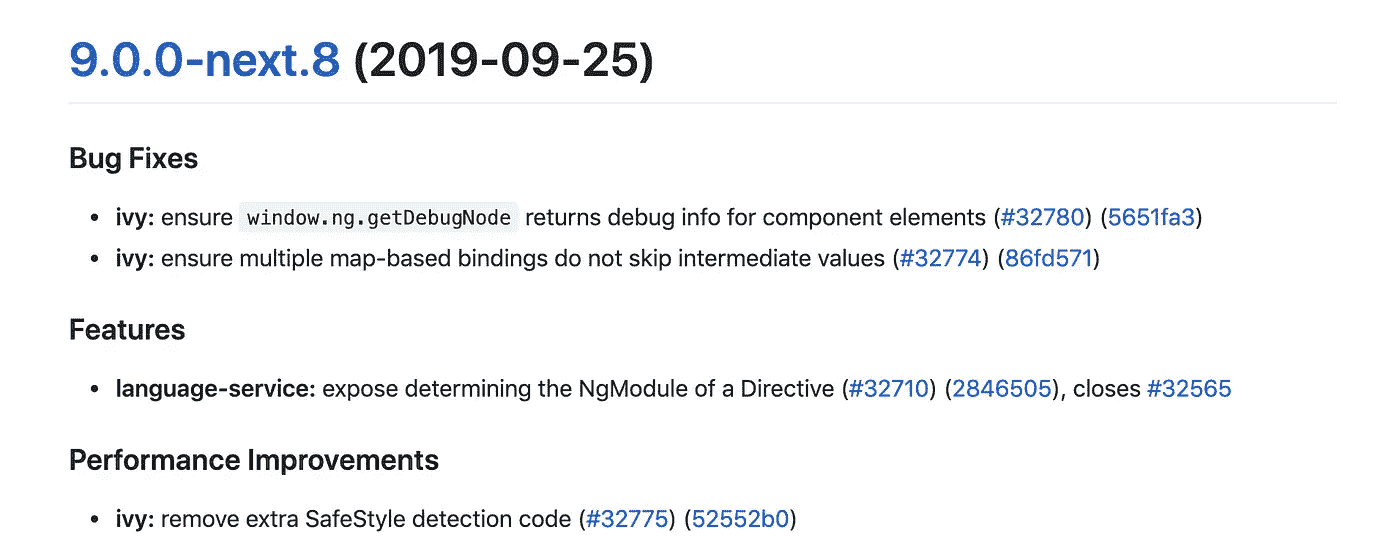 9.0.0-next.8 (2019-09-25)
Bug Fixes
• ivy: ensure window.ng.getDebugNode returns debug info for component elements (#32780) (5651fa3)
• ivy: ensure multiple map-based bindings do not skip intermediate values (#32774) (86fd571)
Features
• language-service: expose determining the NgModule of a Directive (#32710) (2846505), closes #32565
Performance Improvements
• ivy: remove extra SafeStyle detection code (#32775) (52552b0)